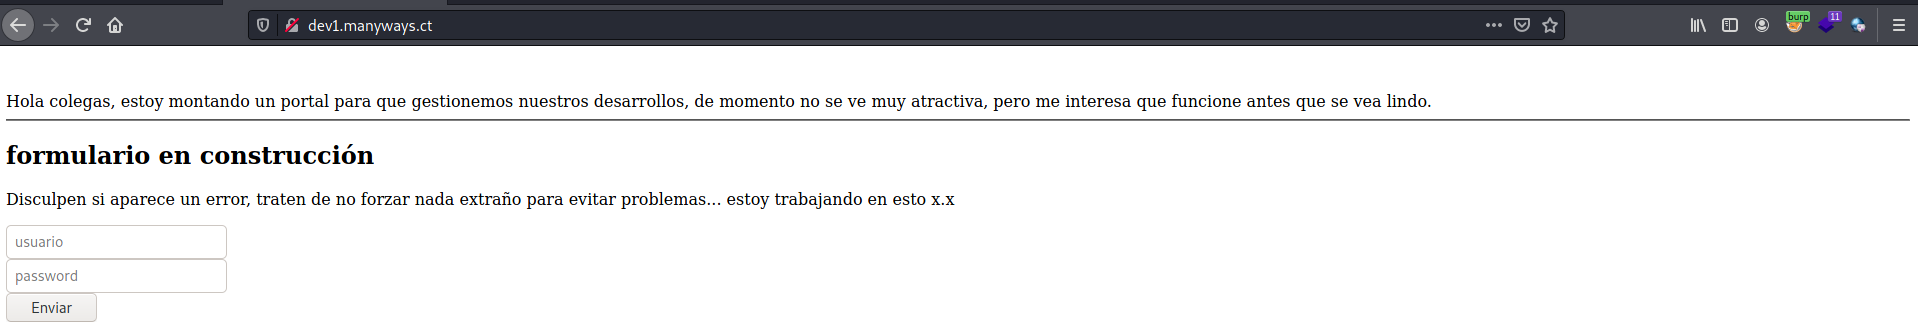 dev1.manyways.ct
burp
11
Hola colegas, estoy montando un portal para que gestionemos nuestros desarrollos, de momento no se ve muy atractiva, pero me interesa que funcione antes que se vea lindo.
formulario en construcción
Disculpen si aparece un error, traten de no forzar nada extraño para evitar problemas... estoy trabajando en esto x.x
usuario
password
Enviar